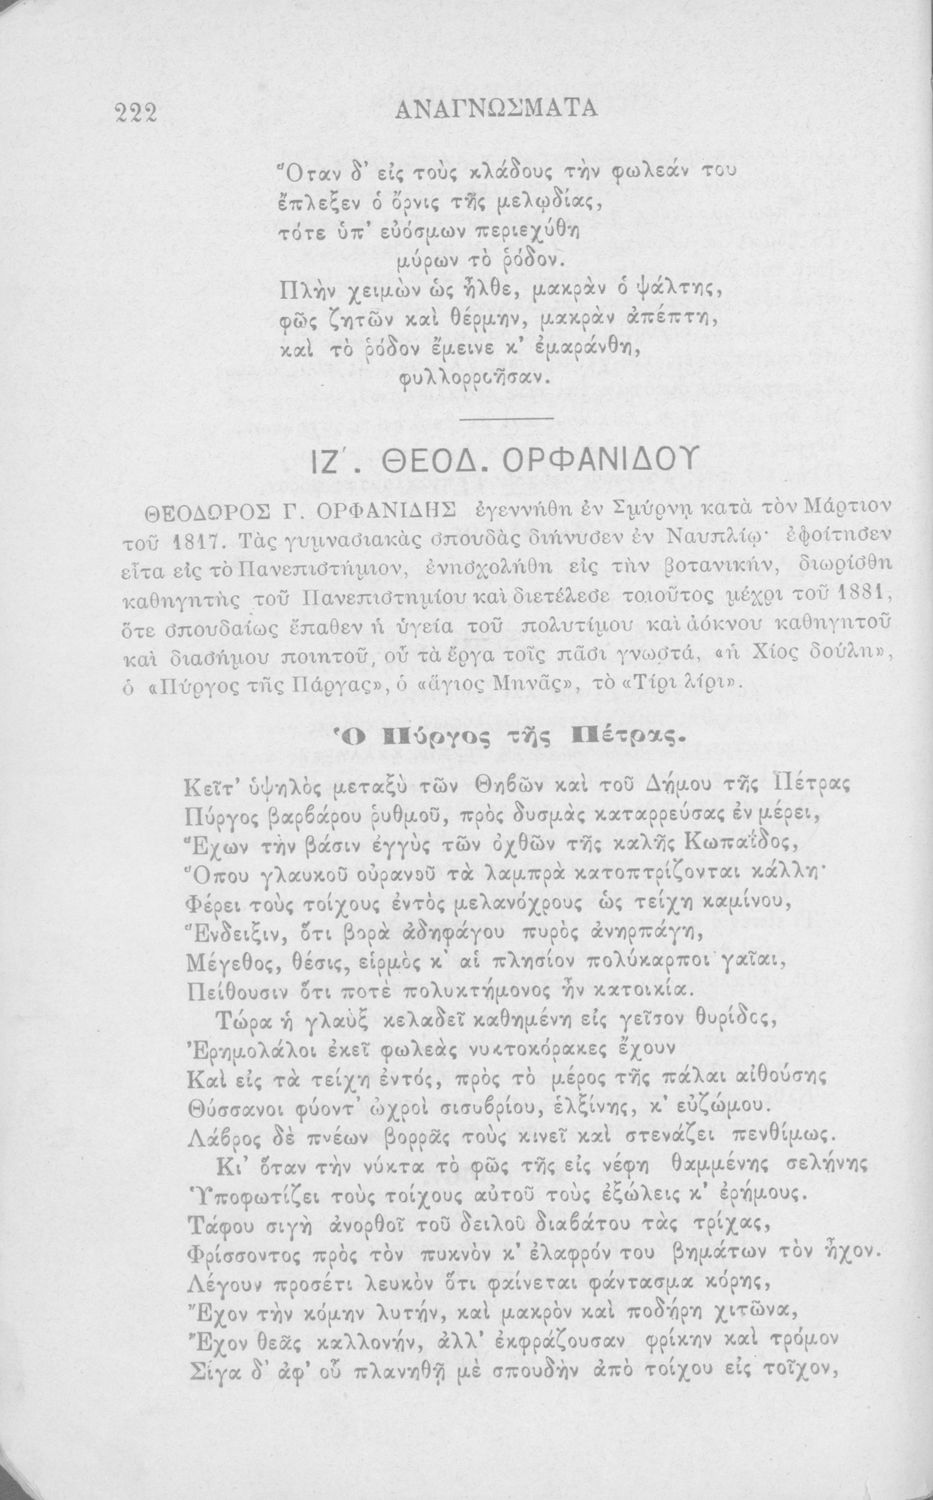 222
ΑΝΑΓΝΩΣΜΑΤΑ
Ὅταν δ’ εἰς τοὺς κλάδους τὴν φωλεάν του
ἔπλεξεν ὁ ὄρνις τῆς μελῳδίας,
τότε ὑπ’ εὐόσμων περιεχύθη
μύρων τὸ ῥόδον.
Πλὴν χειμὼν ὡς ἦλθε, μακρὰν ὁ ψάλτης,
φῶς ζητῶν καὶ θέρμην, μακρὰν ἀπέπτη,
καὶ τὸ ῥόδον ἔμεινε κ’ ἐμαράνθη,
φυλλορροῆσαν.
ΙΖ΄. ΘΕΟΔ. ΟΡΦΑΝΙΔΟΥ
ΘΕΟΔΩΡΟΣ Γ. ΟΡΦΑΝΙΔΗΣ ἐγεννήθη ἐν Σμύρνῃ κατὰ τὸν Μάρτιον
τοῦ 1817. Τὰς γυμνασιακὰς σπουδὰς διήνυσεν ἐν Ναυπλίῳ· ἐφοίτησεν
εἶτα εἰς τὸ Πανεπιστήμιον, ἐνησχολήθη εἰς τὴν βοτανικήν, διωρίσθη
καθηγητὴς τοῦ Πανεπιστημίου καὶ διετέλεσε τοιοῦτος μέχρι τοῦ 1881,
ὅτε σπουδαίως ἔπαθεν ἡ ὑγεία τοῦ πολυτίμου καὶ ἀόκνου καθηγητοῦ
καὶ διασήμου ποιητοῦ, οὗ τὰ ἔργα τοῖς πᾶσι γνωστά, «ἡ Χίος δούλη»,
ὁ «Πύργος τῆς Πάργας», ὁ «ἅγιος Μηνᾶς», τὸ «Τίρι λίρι».
Ὁ Πύργος τῆς Πέτρας.
Κεῖτ’ ὑψηλὸς μεταξὺ τῶν Θηβῶν καὶ τοῦ Δήμου τῆς Πέτρας
Πύργος βαρβάρου ῥυθμοῦ, πρὸς δυσμὰς καταρρεύσας ἐν μέρει,
Ἔχων τὴν βάσιν ἐγγὺς τῶν ὀχθῶν τῆς καλῆς Κωπαΐδος,
Ὅπου γλαυκοῦ οὐρανοῦ τὰ λαμπρὰ κατοπτρίζονται κάλλη·
Φέρει τοὺς τοίχους ἐντὸς μελανόχρους ὡς τείχη καμίνου,
Ἔνδειξιν, ὅτι βορὰ ἀδηφάγου πυρὸς ἀνηρπάγη,
Μέγεθος, θέσις, εἱρμὸς κ’ αἱ πλησίον πολύκαρποι γαῖαι,
Πείθουσιν ὅτι ποτὲ πολυκτήμονος ἦν κατοικία.
Τώρα ἡ γλαὺξ κελαδεῖ καθημένη εἰς γεῖσον θυρίδος,
Ἐρημολάλοι ἐκεῖ φωλεὰς νυκτοκόρακες ἔχουν
Καὶ εἰς τὰ τείχη ἐντός, πρὸς τὸ μέρος τῆς πάλαι αἰθούσης
Θύσσανοι φύοντ’ ὠχροὶ σισυβρίου, ἑλξίνης, κ’ εὐζώμου.
Λάβρος δὲ πνέων βορρᾶς τοὺς κινεῖ καὶ στενάζει πενθίμως.
Κι’ ὅταν τὴν νύκτα τὸ φῶς τῆς εἰς νέφη θαμμένης σελήνης
Ὑποφωτίζει τοὺς τοίχους αὐτοῦ τοὺς ἐξώλεις κ’ ἐρήμους.
Τάφου σιγὴ ἀνορθοῖ τοῦ δειλοῦ διαβάτου τὰς τρίχας,
Φρίσσοντος πρὸς τὸν πυκνὸν κ’ ἐλαφρόν του βημάτων τὸν ἦχον.
Λέγουν προσέτι λευκὸν ὅτι φαίνεται φάντασμα κόρης,
Ἔχον τὴν κόμην λυτήν, καὶ μακρὸν καὶ ποδήρη χιτῶνα,
Ἔχον θεᾶς καλλονήν, ἀλλ’ ἐκφράζουσαν φρίκην καὶ τρόμον
Σίγα δ’ ἀφ’ οὗ πλανηθῇ μὲ σπουδὴν ἀπὸ τοίχου εἰς τοῖχον,